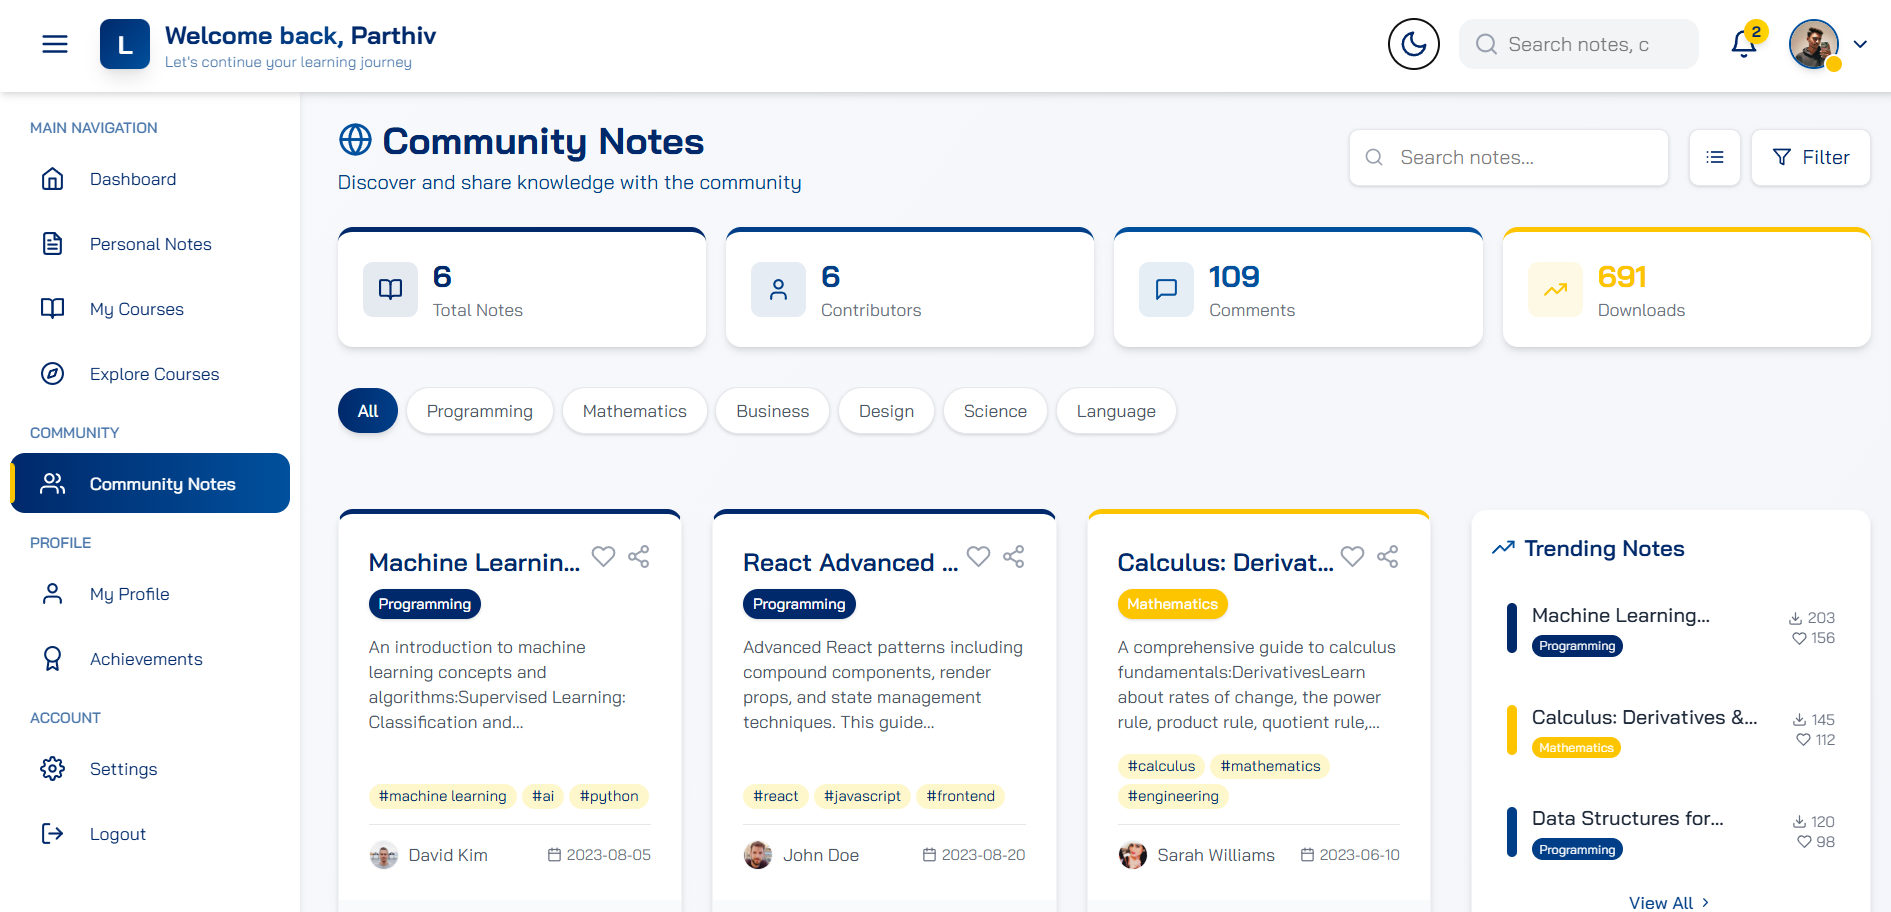 L
Welcome back, Parthiv
Let's continue your learning journey
Search notes, c
2
MAIN NAVIGATION
Dashboard
Personal Notes
My Courses
Explore Courses
COMMUNITY
Community Notes
PROFILE
My Profile
Achievements
ACCOUNT
Settings
Logout
Community Notes
Discover and share knowledge with the community
Search notes...
Filter
6
Total Notes
6
Contributors
109
Comments
691
Downloads
All
Programming
Mathematics
Business
Design
Science
Language
Machine Learnin...
Programming
An introduction to machine
learning concepts and
algorithms:Supervised Learning:
Classification and...
#machine learning
#ai
#python
David Kim
2023-08-05
React Advanced ...
Programming
Advanced React patterns including
compound components, render
props, and state management
techniques. This guide...
#react
#javascript
#frontend
John Doe
2023-08-20
Calculus: Derivat...
Mathematics
A comprehensive guide to calculus
fundamentals:DerivativesLearn
about rates of change, the power
rule, product rule, quotient rule,...
#calculus
#mathematics
#engineering
Sarah Williams
2023-06-10
Trending Notes
Machine Learning...
Programming
203
156
Calculus: Derivatives &...
Mathematics
145
112
Data Structures for...
Programming
120
98
View All